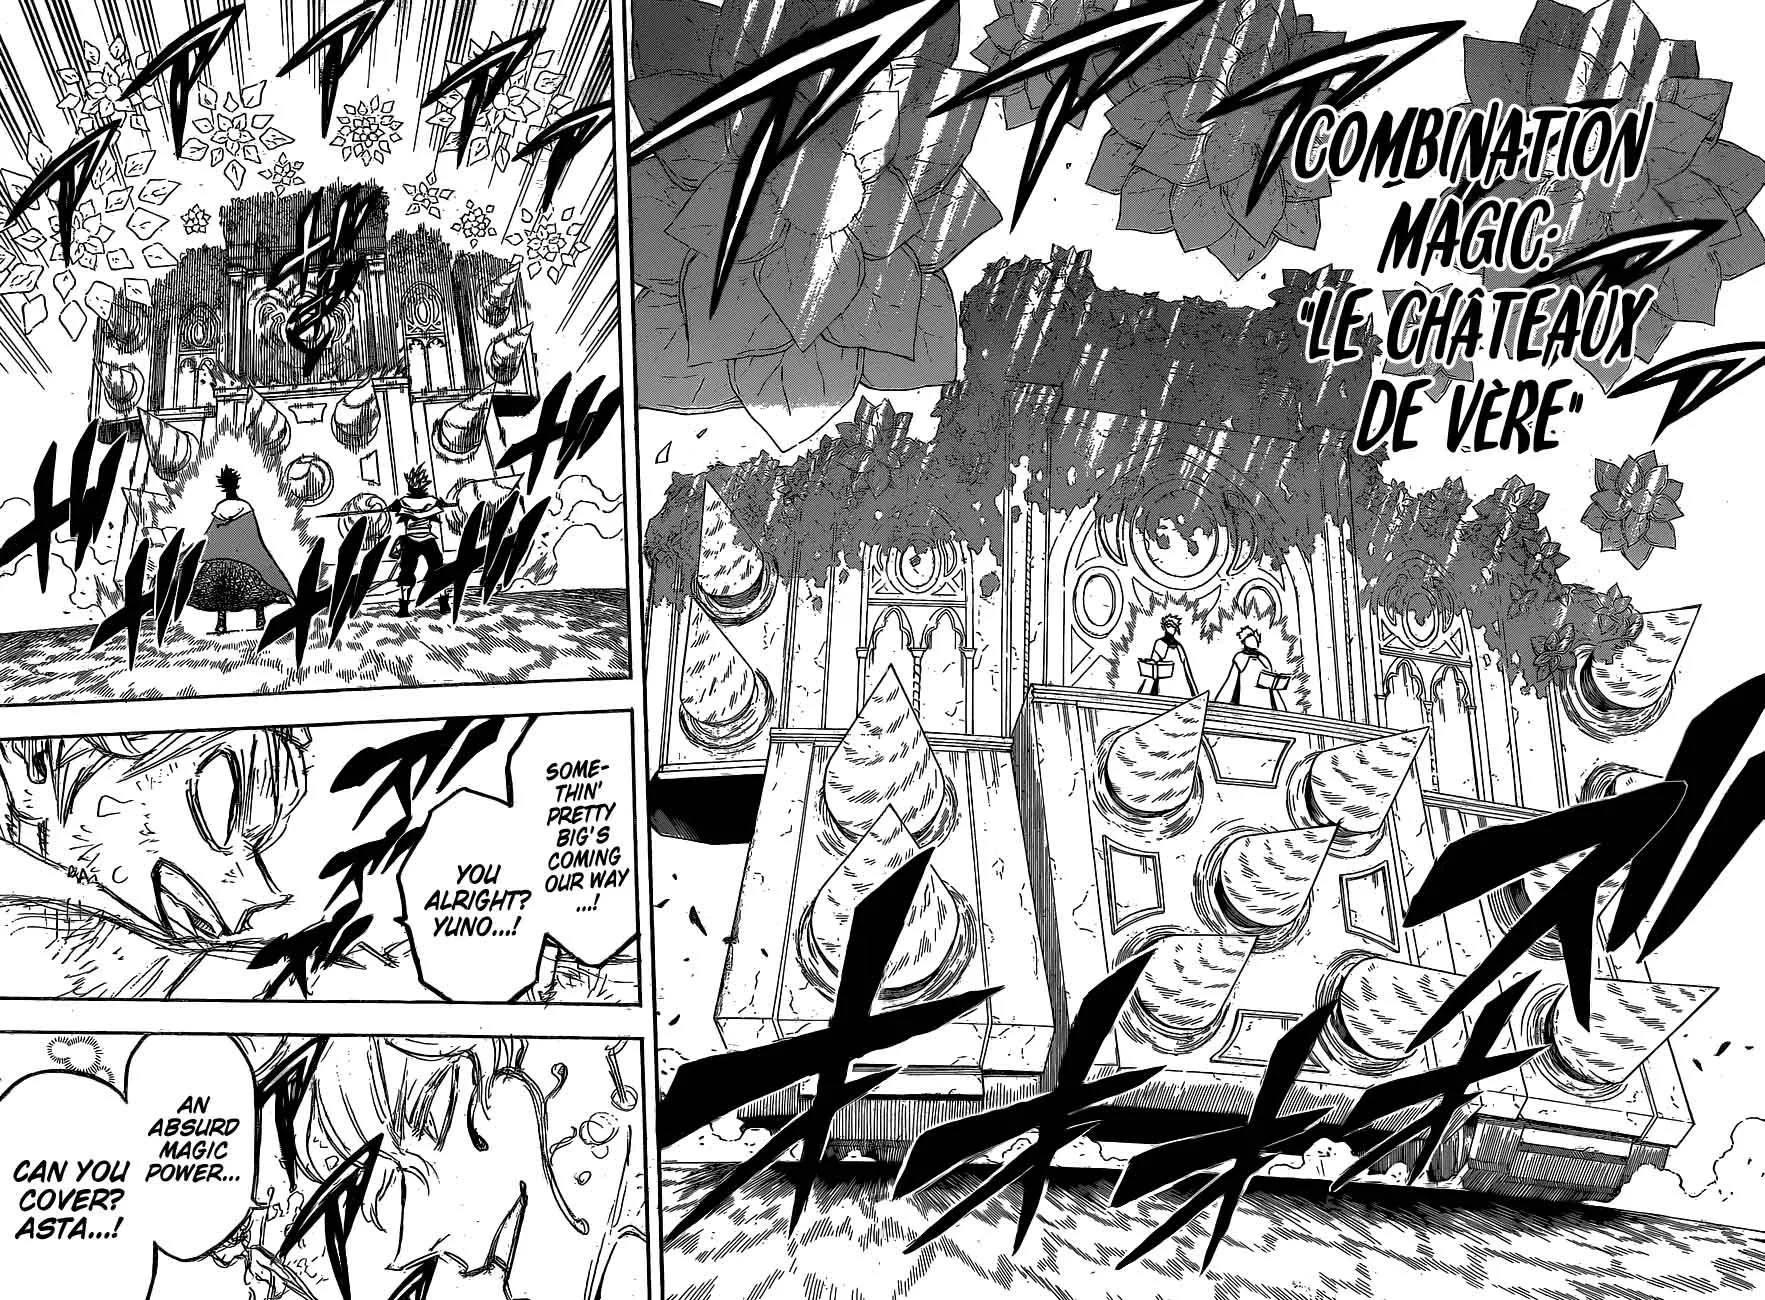 COMBINATION
MAGIC:
"LE CHÂTEAUX
DE VÈRE"
SOME-
THIN'
PRETTY
BIG'S
COMING
OUR WAY
...!
YOU
ALRIGHT?
YUNO...!
AN
ABSURD
MAGIC
POWER...
CAN YOU
COVER?
ASTA...!